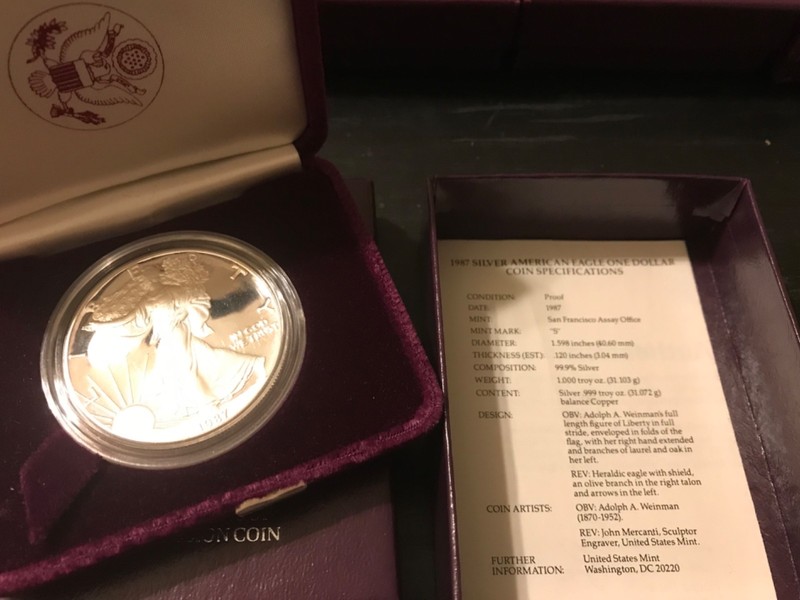 IN GOD
WE TRUST
1987
ION COIN
1987 SILVER AMERICAN EAGLE ONE DOLLAR
COIN SPECIFICATIONS
CONDITION: Proof
DATE: 1987
MINT: San Francisco Assay Office
MINT MARK: "S"
DIAMETER: 1.598 inches (40.60 mm)
THICKNESS (EST): .120 inches (3.04 mm)
COMPOSITION: 99.9% Silver
WEIGHT: 1.000 troy oz. (31.103 g)
CONTENT: Silver .999 troy oz. (31.072 g)
balance Copper
DESIGN: OBV: Adolph A. Weinman's full
length figure of Liberty in full
stride, enveloped in folds of the
flag, with her right hand extended
and branches of laurel and oak in
her left.
REV: Heraldic eagle with shield,
an olive branch in the right talon
and arrows in the left.
COIN ARTISTS: OBV: Adolph A. Weinman
(1870-1952).
REV: John Mercanti, Sculptor
Engraver, United States Mint.
FURTHER United States Mint
INFORMATION: Washington, DC 20220